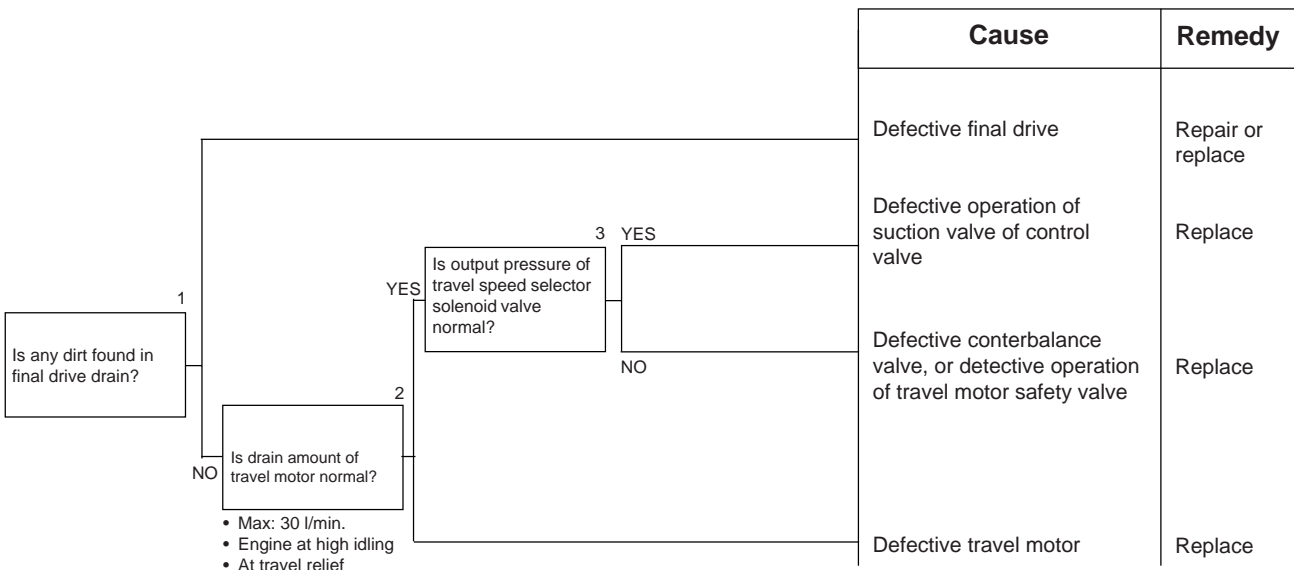 Cause
Remedy
Defective final drive
Repair or
replace
Defective operation of
suction valve of control
valve
Replace
3
YES
Is output pressure of
travel speed selector
solenoid valve
normal?
YES
NO
Defective conterbalance
valve, or detective operation
of travel motor safety valve
Replace
1
Is any dirt found in
final drive drain?
2
NO
Is drain amount of
travel motor normal?
• Max: 30 l/min.
• Engine at high idling
• At travel relief
Defective travel motor
Replace